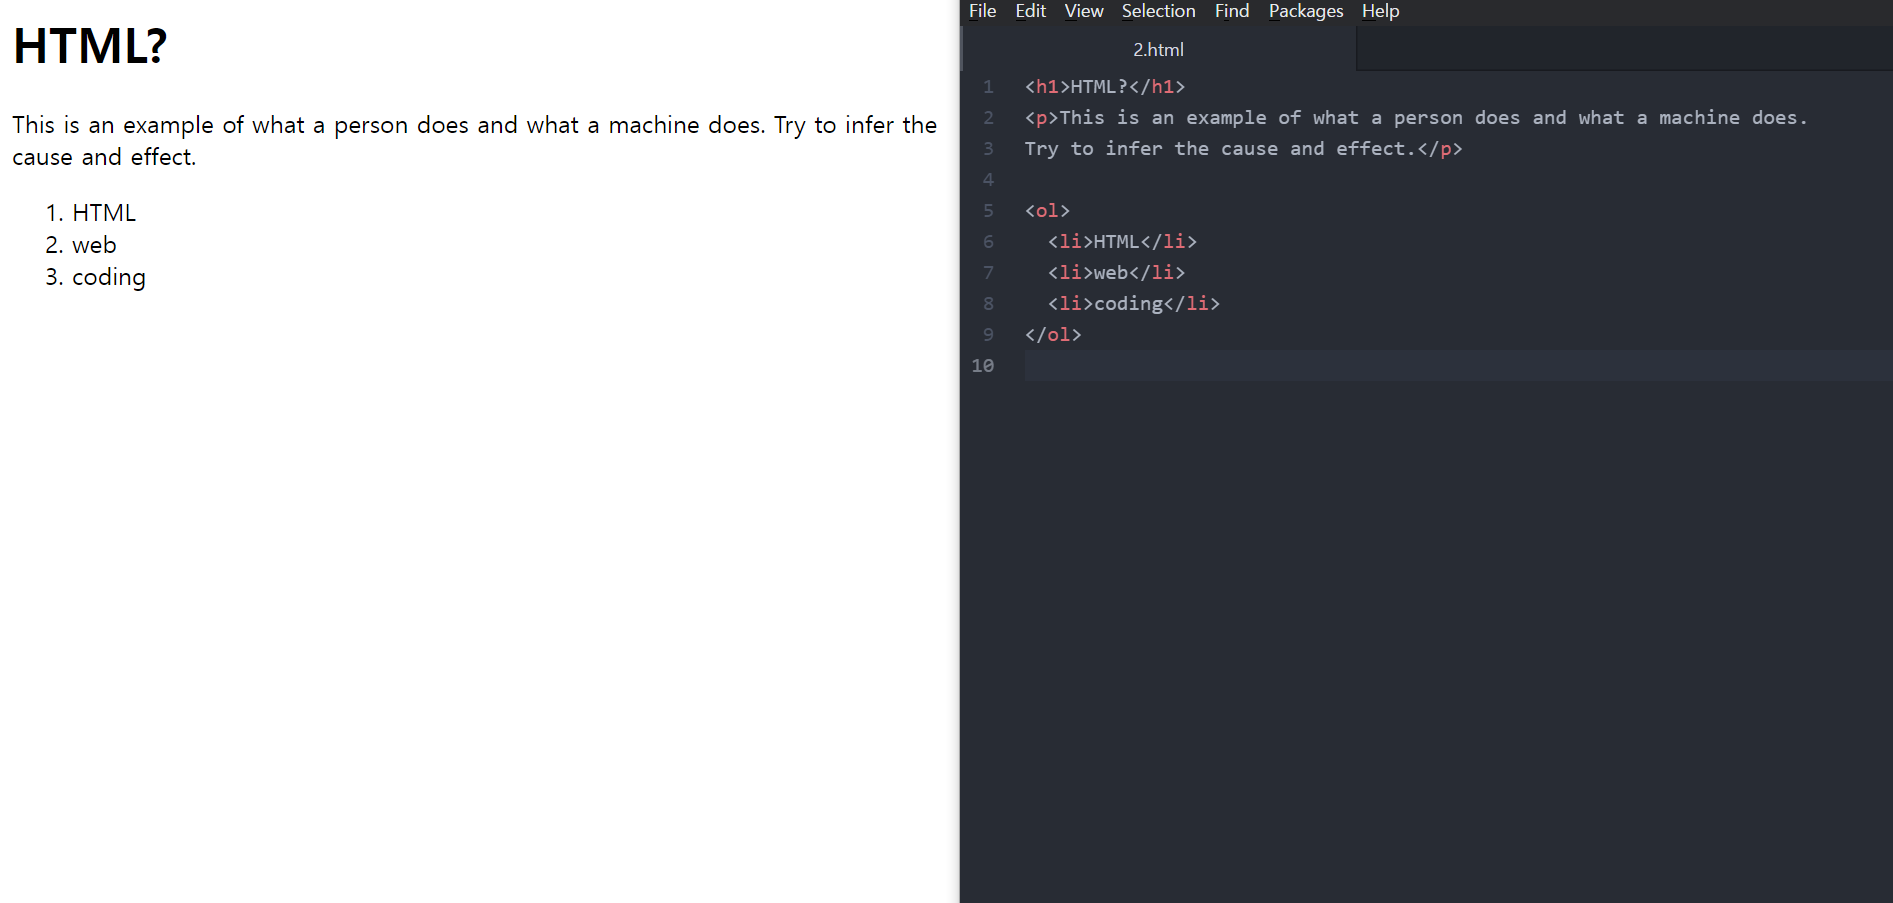 HTML?
This is an example of what a person does and what a machine does. Try to infer the
cause and effect.
1. HTML
2. web
3. coding
File Edit View Selection Find Packages Help
2.html
1 <h1>HTML?</h1>
2 <p>This is an example of what a person does and what a machine does.
3 Try to infer the cause and effect.</p>
4
5 <ol>
6 <li>HTML</li>
7 <li>web</li>
8 <li>coding</li>
9 </ol>
10